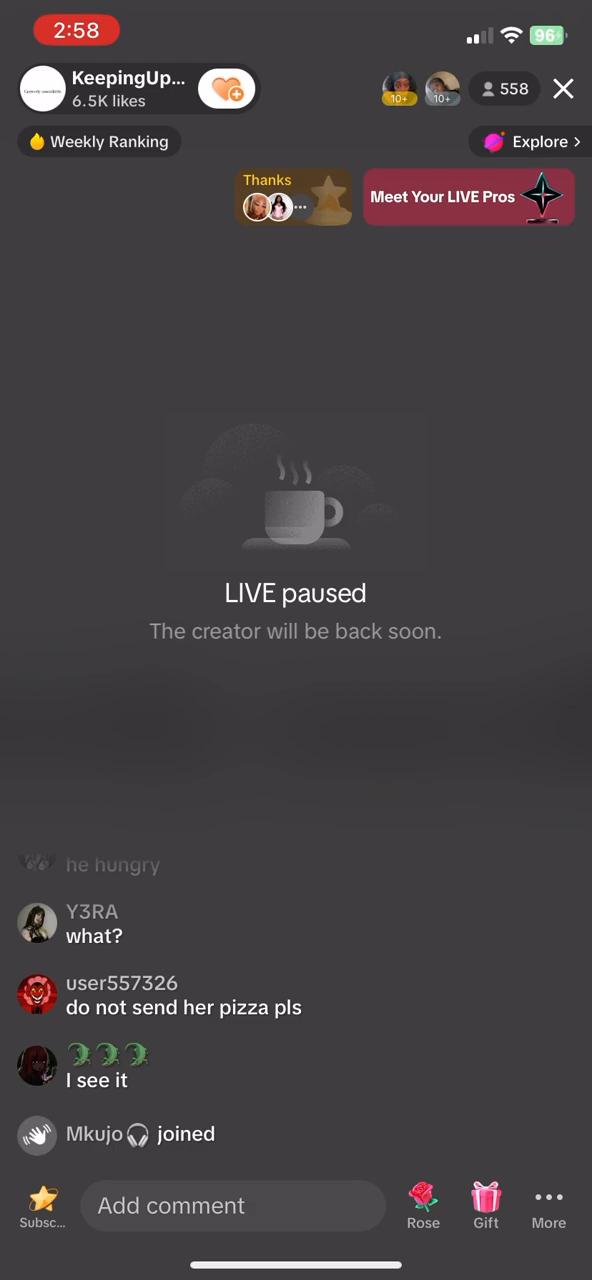 2:58
96
KeepingUp...
6.5K likes
10+
10+
558
Weekly Ranking
Explore >
Thanks
Meet Your LIVE Pros
LIVE paused
The creator will be back soon.
he hungry
Y3RA
what?
user557326
do not send her pizza pls
🐊🐊🐊
I see it
Mkujo🎧 joined
Add comment
Subsc...
Rose
Gift
More